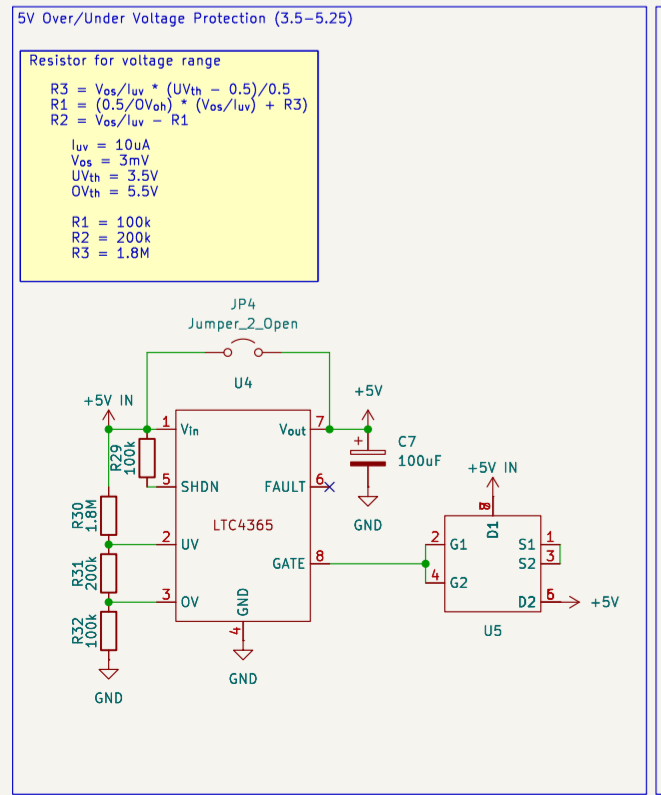 5V Over/Under Voltage Protection (3.5-5.25)
Resistor for voltage range
R3 = Vos/Iuv * (UVth - 0.5)/0.5
R1 = (0.5/OVoh) * (Vos/Iuv) + R3)
R2 = Vos/Iuv - R1
Iuv = 10uA
Vos = 3mV
UVth = 3.5V
OVth = 5.5V
R1 = 100k
R2 = 200k
R3 = 1.8M
JP4
Jumper_2_Open
U4
+5V IN
+5V
1
Vin
Vout
7
R29
100k
+
C7
100uF
5
SHDN
FAULT
6
GND
+5V IN
R30
1.8M
LTC4365
D1
2
UV
2
G1
S1
1
R31
200k
GATE
8
S2
3
4
G2
3
OV
GND
D2
+5V
R32
100k
4
U5
GND
GND